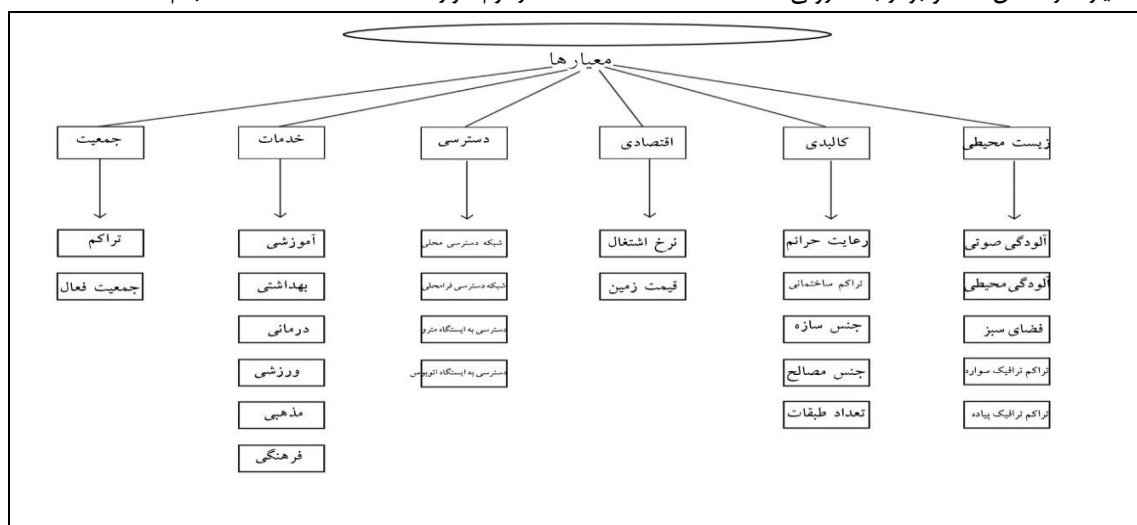 معیارها
زیست محیطی
کالبدی
اقتصادی
دسترسی
خدمات
جمعیت
آلودگی صوتی
آلودگی محیطی
فضای سبز
تراکم ترافیک سواره
تراکم ترافیک پیاده
رعایت حرائم
تراکم ساختمانی
جنس سازه
جنس مصالح
تعداد طبقات
نرخ اشتغال
قیمت زمین
شبکه دسترسی محلی
شبکه دسترسی فرامحلی
دسترسی به ایستگاه مترو
دسترسی به ایستگاه اتوبوس
آموزشی
بهداشتی
درمانی
ورزشی
مذهبی
فرهنگی
تراکم
جمعیت فعال